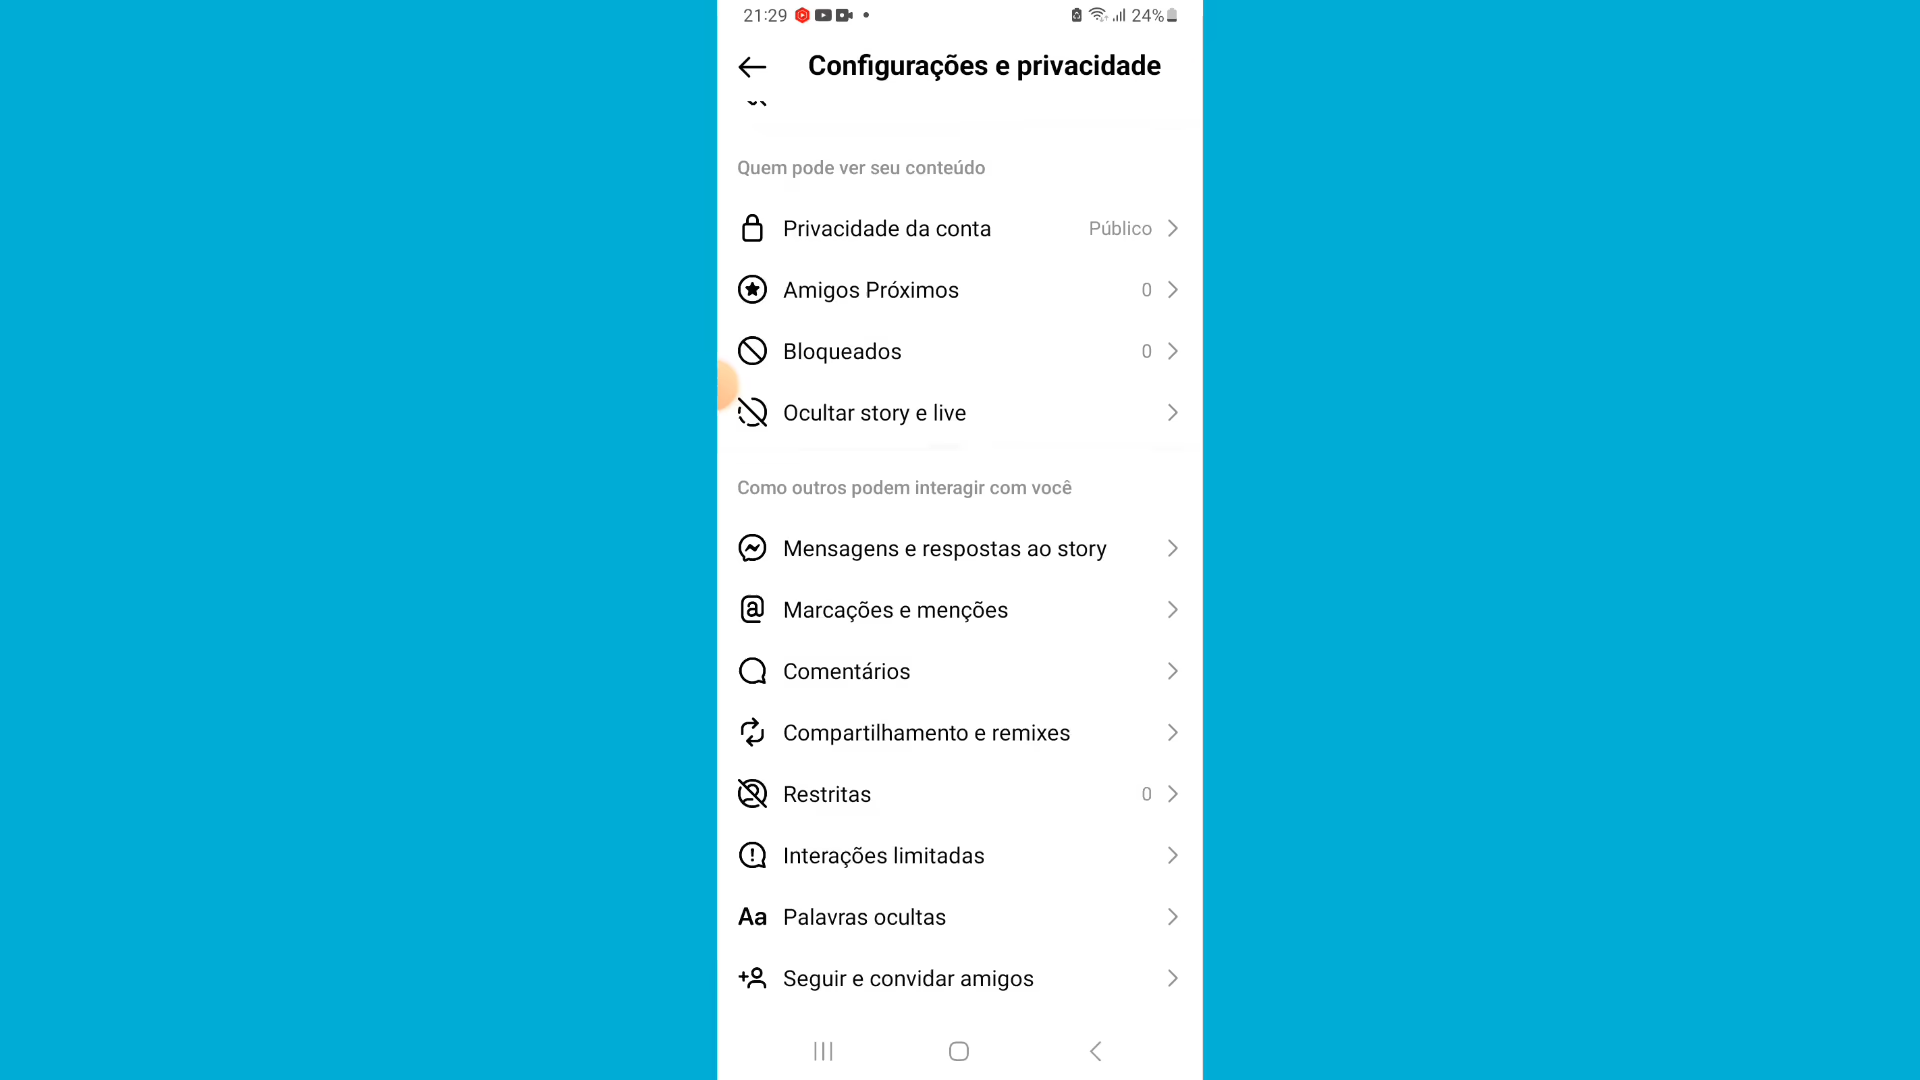 21:29 24%
Configurações e privacidade
Quem pode ver seu conteúdo
Privacidade da conta Público
Amigos Próximos 0
Bloqueados 0
Ocultar story e live
Como outros podem interagir com você
Mensagens e respostas ao story
Marcações e menções
Comentários
Compartilhamento e remixes
Restritas 0
Interações limitadas
Aa Palavras ocultas
Seguir e convidar amigos